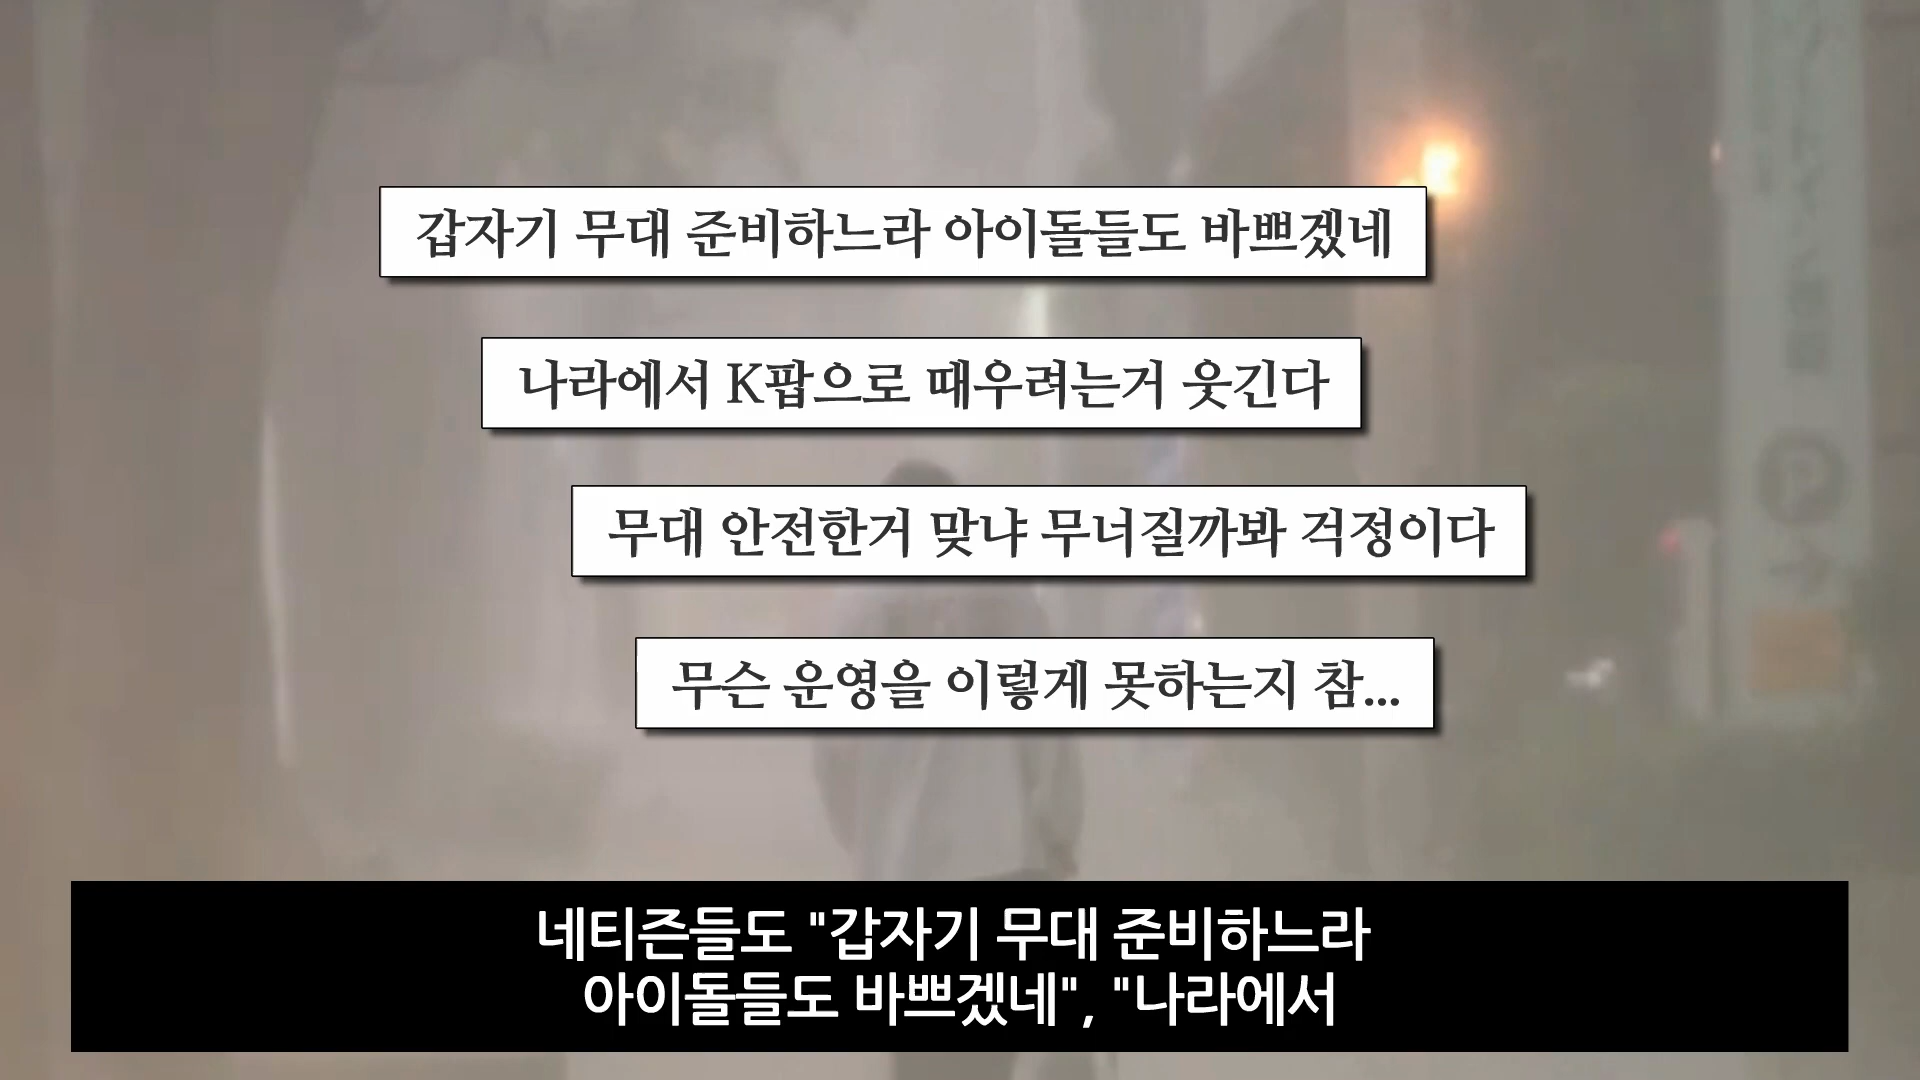 갑자기 무대 준비하느라 아이돌들도 바쁘겠네
나라에서 K팝으로 때우려는거 웃긴다
무대 안전한거 맞냐 무너질까봐 걱정이다
무슨 운영을 이렇게 못하는지 참...
네티즌들도 "갑자기 무대 준비하느라
아이돌들도 바쁘겠네", "나라에서